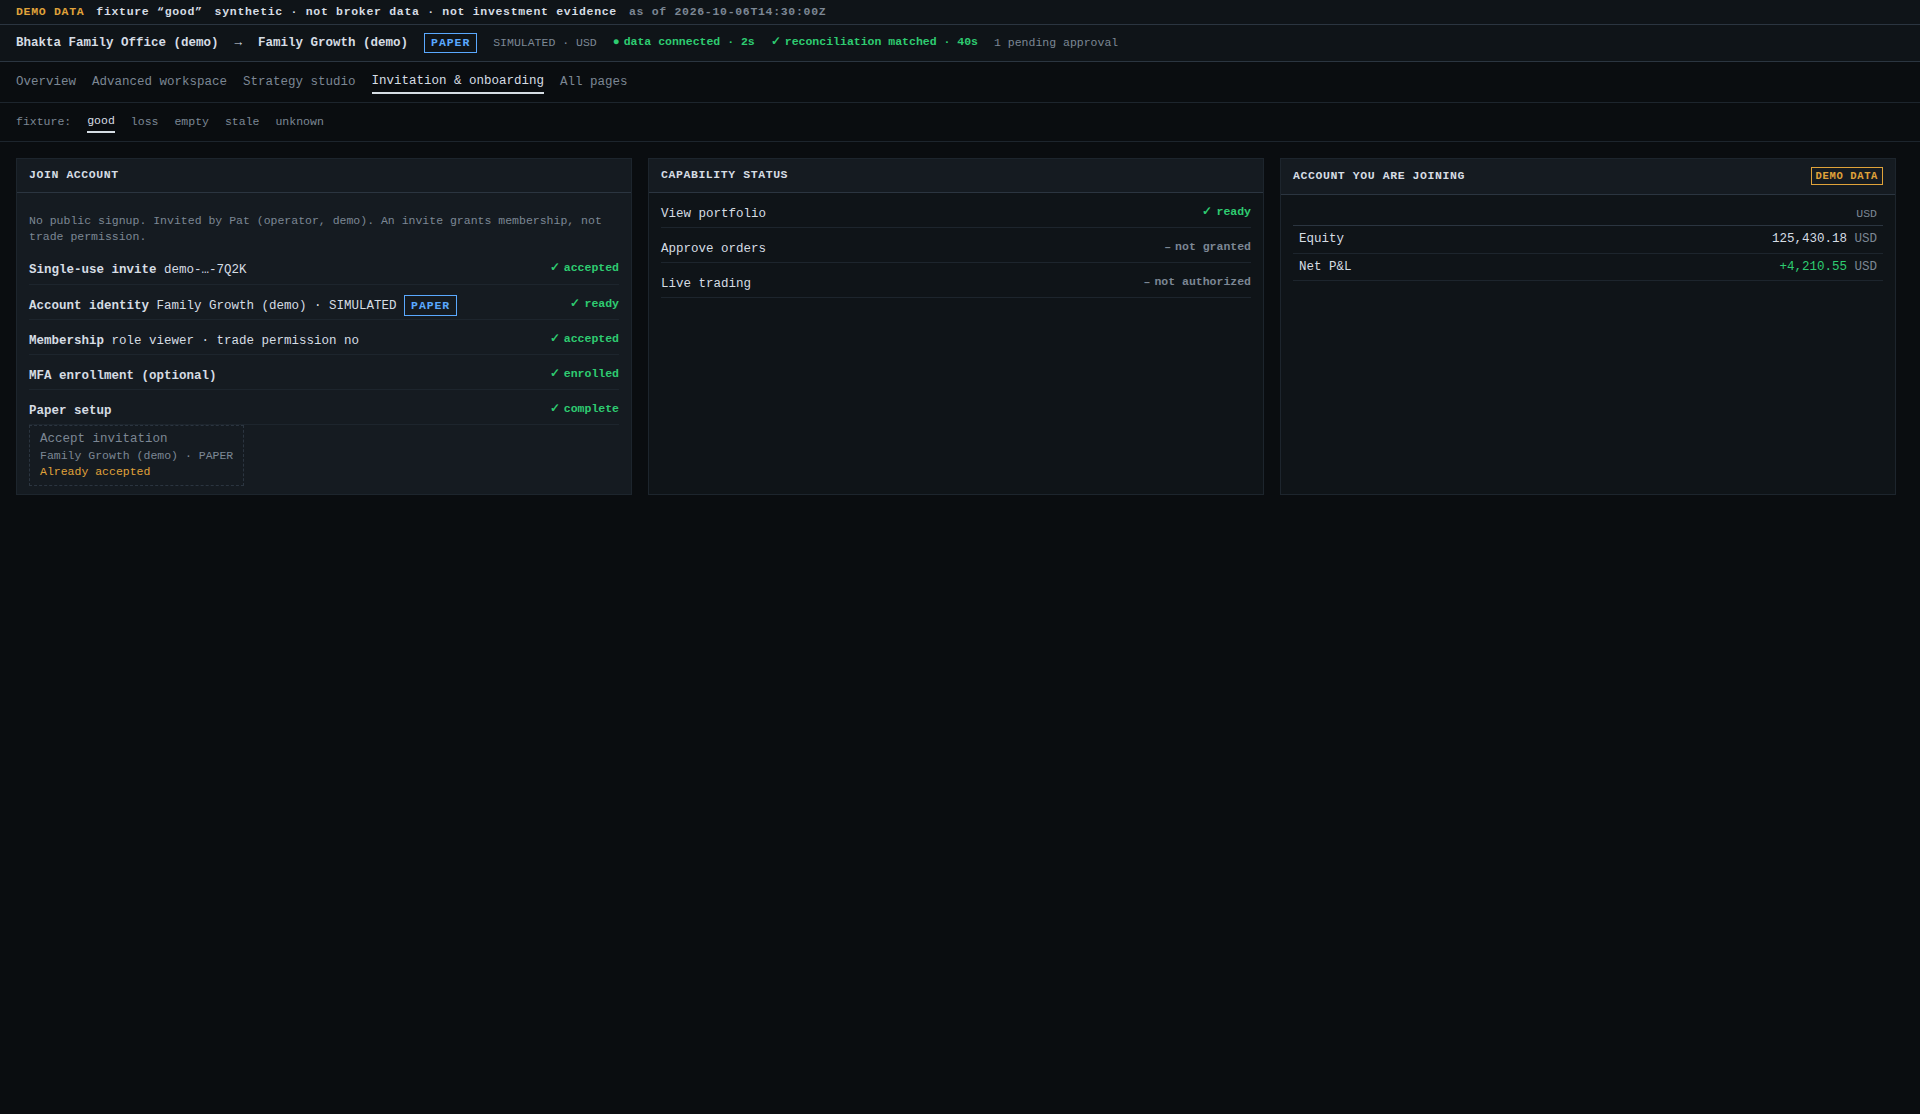 DEMO DATA fixture “good” synthetic · not broker data · not investment evidence as of 2026-10-06T14:30:00Z
Bhakta Family Office (demo) → Family Growth (demo) PAPER SIMULATED · USD ● data connected · 2s ✓ reconciliation matched · 40s 1 pending approval
Overview Advanced workspace Strategy studio Invitation & onboarding All pages
fixture: good loss empty stale unknown
JOIN ACCOUNT
No public signup. Invited by Pat (operator, demo). An invite grants membership, not
trade permission.
Single-use invite demo-…-7Q2K ✓ accepted
Account identity Family Growth (demo) · SIMULATED PAPER ✓ ready
Membership role viewer · trade permission no ✓ accepted
MFA enrollment (optional) ✓ enrolled
Paper setup ✓ complete
Accept invitation
Family Growth (demo) · PAPER
Already accepted
CAPABILITY STATUS
View portfolio ✓ ready
Approve orders – not granted
Live trading – not authorized
ACCOUNT YOU ARE JOINING DEMO DATA
USD
Equity 125,430.18 USD
Net P&L +4,210.55 USD